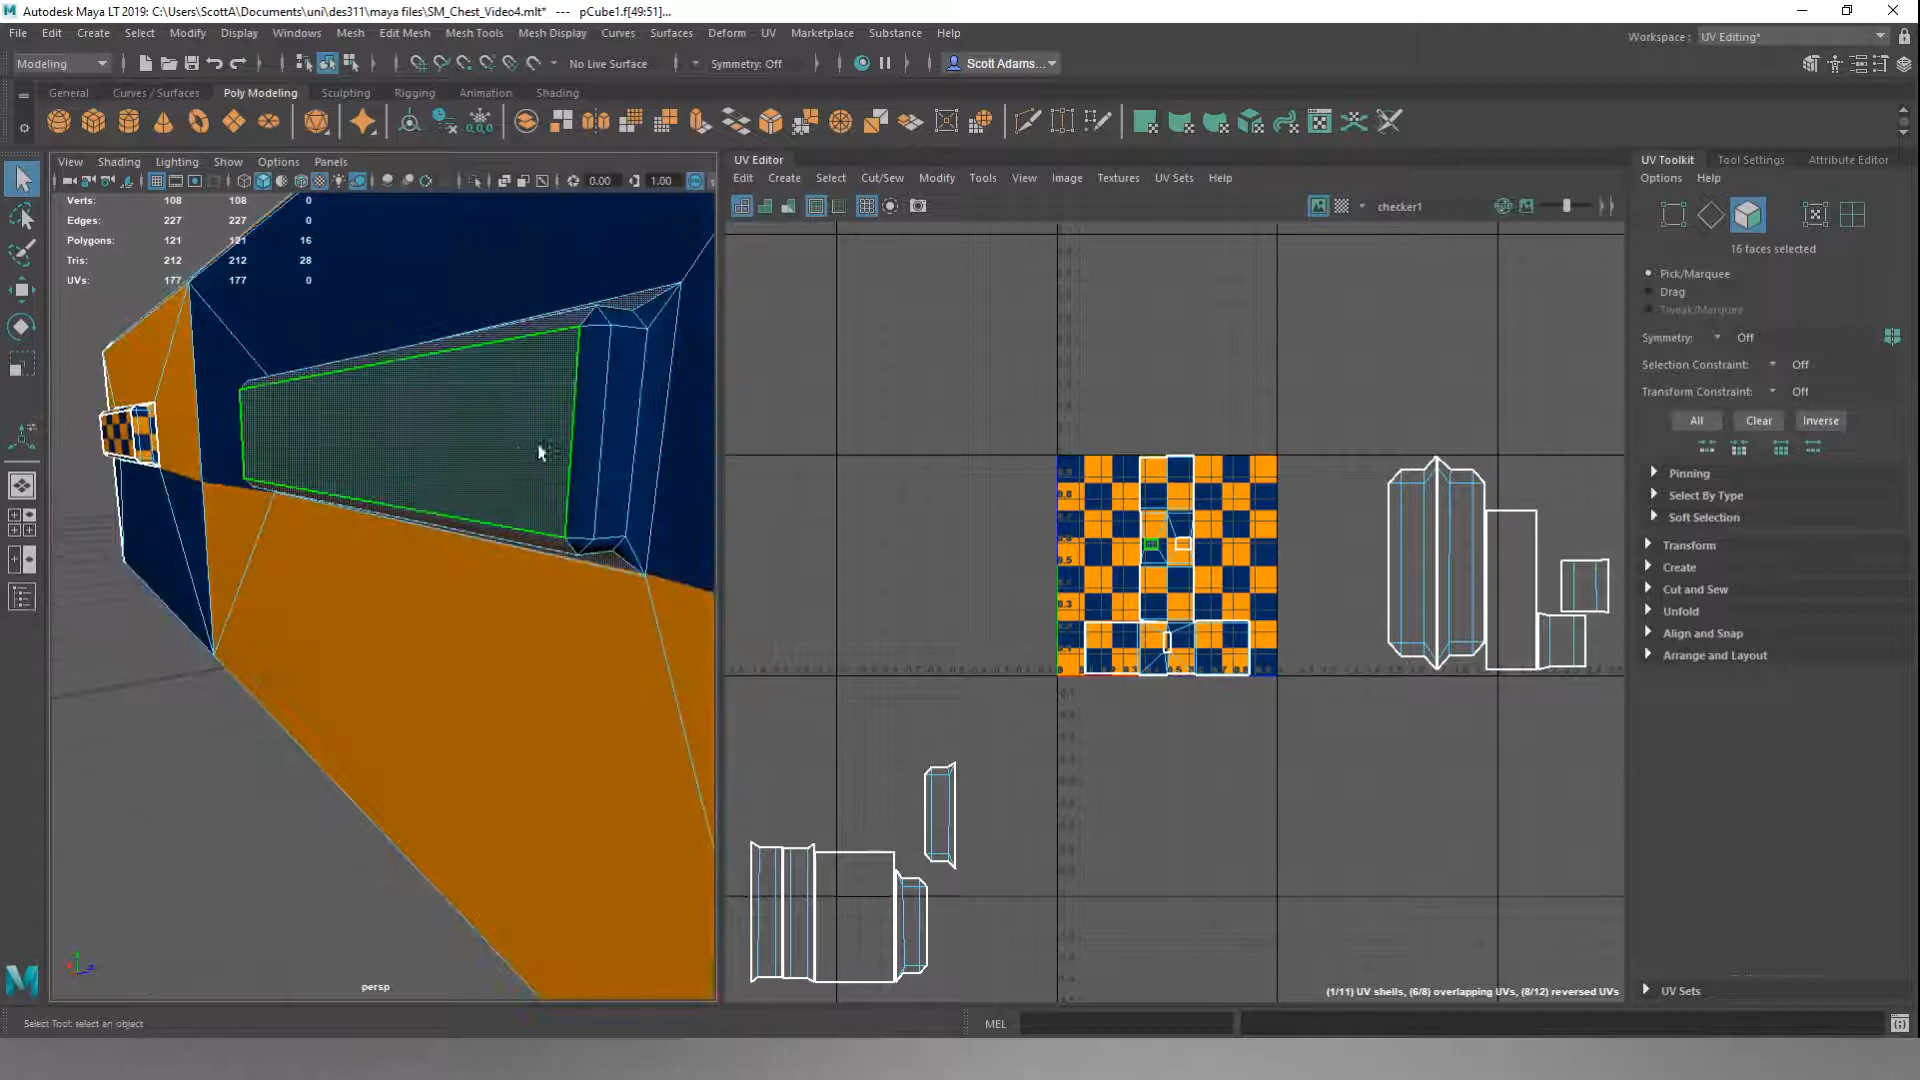 Autodesk Maya LT 2019: C:\Users\ScottA\Documents\uni\des311\maya files\SM_Chest_Video4.mlt* --- pCube1.f[49:51]...
File Edit Create Select Modify Display Windows Mesh Edit Mesh Mesh Tools Mesh Display Curves Surfaces Deform UV Marketplace Substance Help
Workspace : UV Editing*
Modeling No Live Surface Symmetry: Off Scott Adams...
General Curves / Surfaces Poly Modeling Sculpting Rigging Animation Shading
0,0,0
View Shading Lighting Show Options Panels
0.00 1.00
Verts: 108 108 0
Edges: 227 227 0
Polygons: 121 121 16
Tris: 212 212 28
UVs: 177 177 0
persp
UV Editor
Edit Create Select Cut/Sew Modify Tools View Image Textures UV Sets Help
checker1
(1/11) UV shells, (6/8) overlapping UVs, (8/12) reversed UVs
UV Toolkit Tool Settings Attribute Editor
Options Help
16 faces selected
Pick/Marquee
Drag
Tweak/Marquee
Symmetry: Off
Selection Constraint: Off
Transform Constraint: Off
All Clear Inverse
Pinning
Select By Type
Soft Selection
Transform
Create
Cut and Sew
Unfold
Align and Snap
Arrange and Layout
UV Sets
Select Tool: select an object
MEL